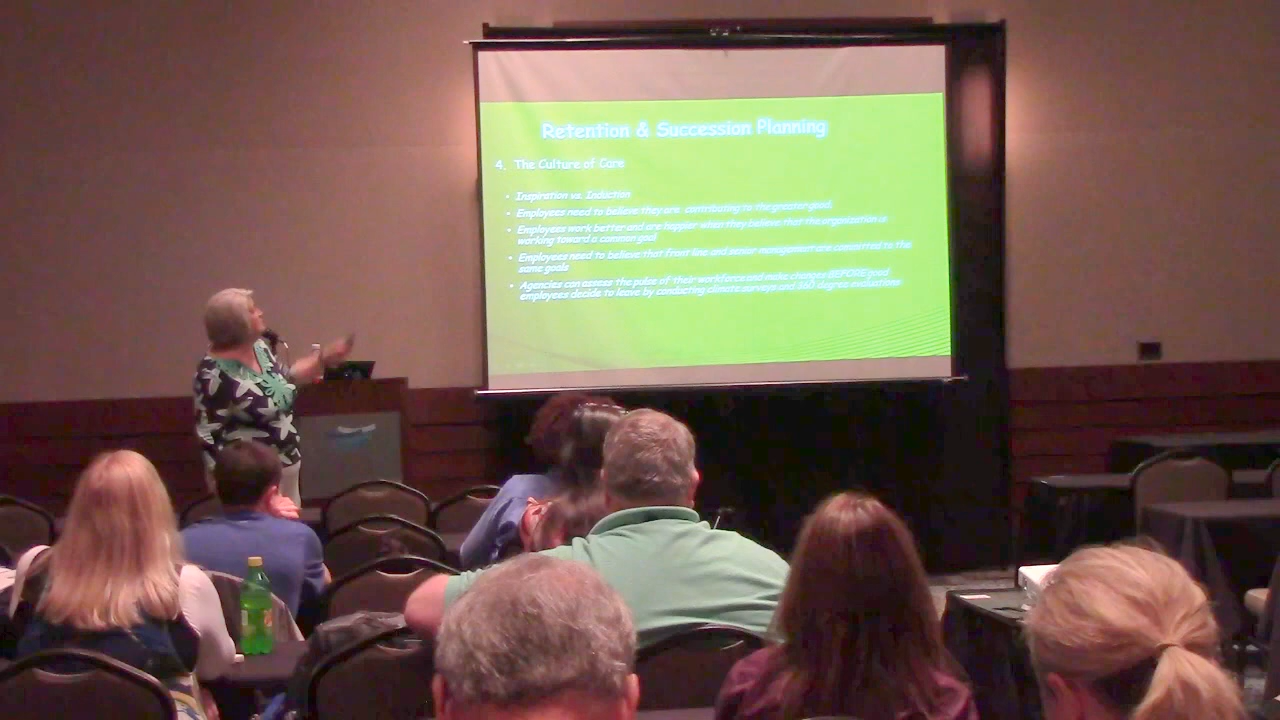 Retention & Succession Planning
4. The Culture of Care
• Inspiration vs. Induction
• Employees need to believe they are contributing to the greater good.
• Employees work better and are happier when they believe that the organization is
working toward a common goal
• Employees need to believe that front line and senior management are committed to the
same goals
• Agencies can assess the pulse of their workforce and make changes BEFORE good
employees decide to leave by conducting climate surveys and 360 degree evaluations